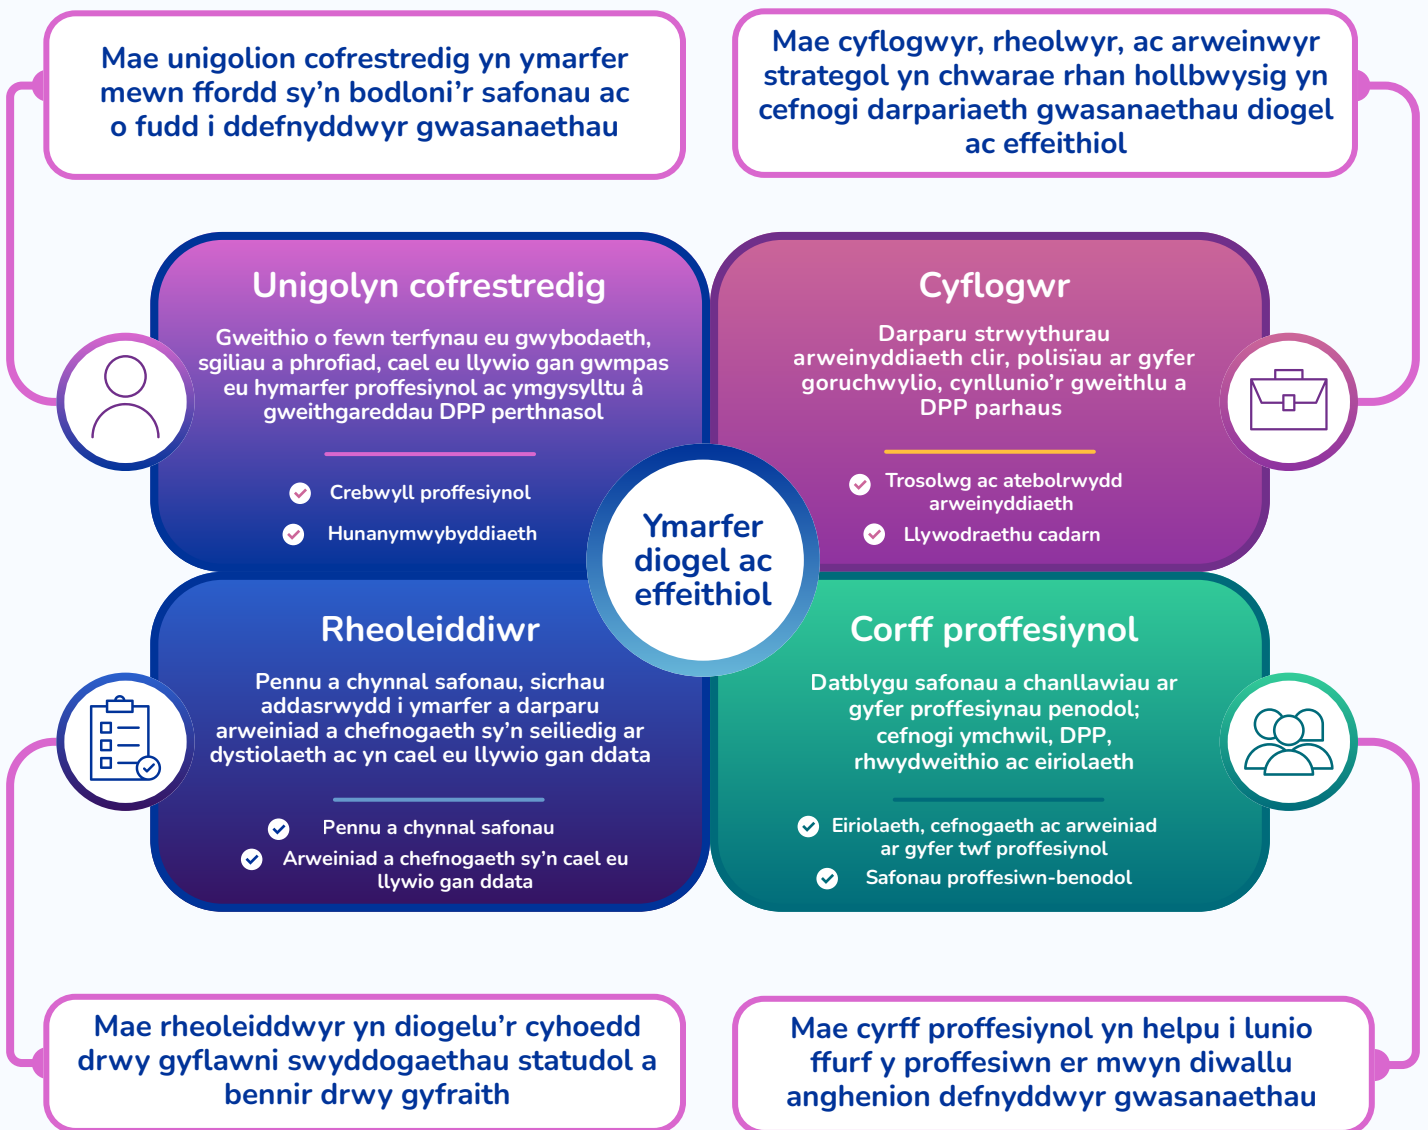 Mae unigolion cofrestredig yn ymarfer
mewn ffordd sy’n bodloni’r safonau ac
o fudd i ddefnyddwyr gwasanaethau
Mae cyflogwyr, rheolwyr, ac arweinwyr
strategol yn chwarae rhan hollbwysig yn
cefnogi darpariaeth gwasanaethau diogel
ac effeithiol
Unigolyn cofrestredig
Gweithio o fewn terfynau eu gwybodaeth,
sgiliau a phrofiad, cael eu llywio gan gwmpas
eu hymarfer proffesiynol ac ymgysylltu â
gweithgareddau DPP perthnasol
Crebwyll proffesiynol
Hunanymwybyddiaeth
Cyflogwr
Darparu strwythurau
arweinyddiaeth clir, polisïau ar gyfer
goruchwylio, cynllunio’r gweithlu a
DPP parhaus
Trosolwg ac atebolrwydd
arweinyddiaeth
Llywodraethu cadarn
Ymarfer
diogel ac
effeithiol
Rheoleiddiwr
Pennu a chynnal safonau, sicrhau
addasrwydd i ymarfer a darparu
arweiniad a chefnogaeth sy’n seiliedig ar
dystiolaeth ac yn cael eu llywio gan ddata
Pennu a chynnal safonau
Arweiniad a chefnogaeth sy’n cael eu
llywio gan ddata
Corff proffesiynol
Datblygu safonau a chanllawiau ar
gyfer proffesiynau penodol;
cefnogi ymchwil, DPP,
rhwydweithio ac eiriolaeth
Eiriolaeth, cefnogaeth ac arweiniad
ar gyfer twf proffesiynol
Safonau proffesiwn-benodol
Mae rheoleiddwyr yn diogelu’r cyhoedd
drwy gyflawni swyddogaethau statudol a
bennir drwy gyfraith
Mae cyrff proffesiynol yn helpu i lunio
ffurf y proffesiwn er mwyn diwallu
anghenion defnyddwyr gwasanaethau